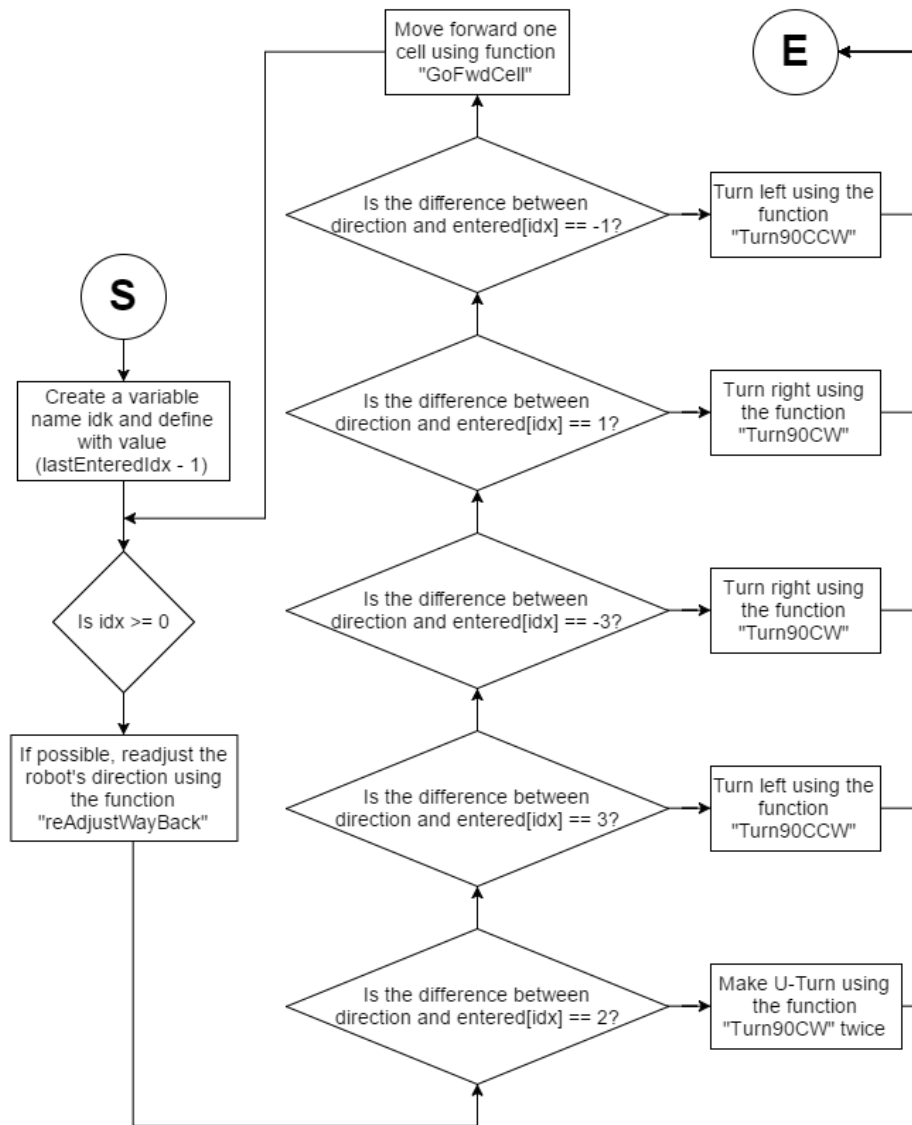 Move forward one
cell using function
"GoFwdCell"
E
Is the difference between
direction and entered[idx] == -1?
Turn left using the
function
"Turn90CCW"
S
Create a variable
name idk and define
with value
(lastEnteredIdx - 1)
Is the difference between
direction and entered[idx] == 1?
Turn right using
the function
"Turn90CW"
Is idx >= 0
Is the difference between
direction and entered[idx] == -3?
Turn right using
the function
"Turn90CW"
If possible, readjust the
robot's direction using
the function
"reAdjustWayBack"
Is the difference between
direction and entered[idx] == 3?
Turn left using the
function
"Turn90CCW"
Is the difference between
direction and entered[idx] == 2?
Make U-Turn using
the function
"Turn90CW" twice